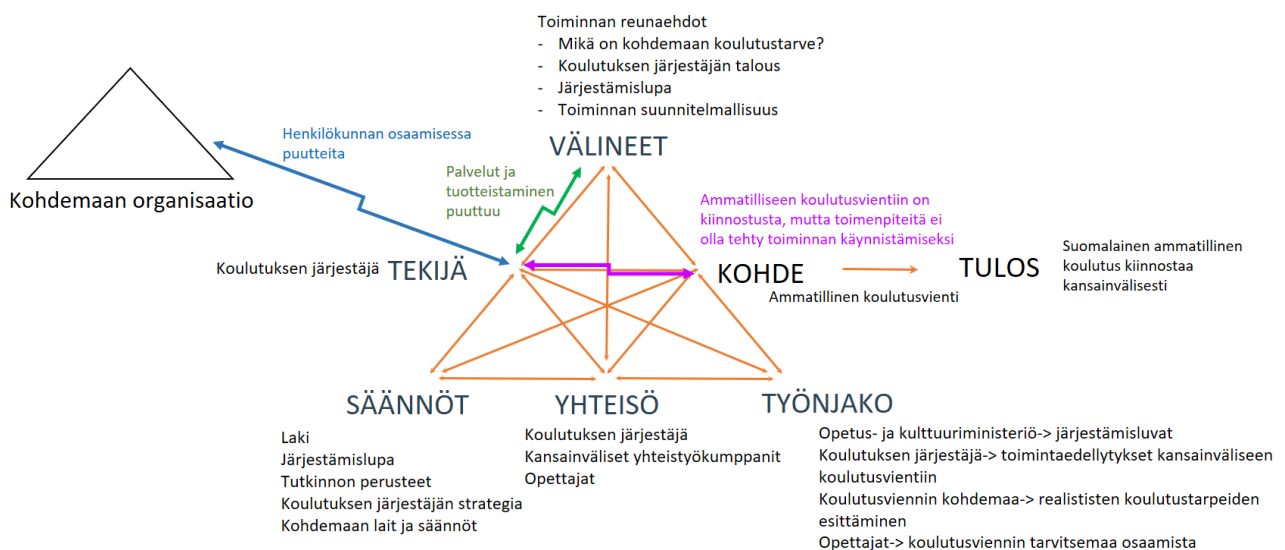 Toiminnan reunaehdot
- Mikä on kohdemaan koulutustarve?
- Koulutuksen järjestäjän talous
- Järjestämislupa
- Toiminnan suunnitelmallisuus
VÄLINEET
Henkilökunnan osaamisessa
puutteita
Kohdemaan organisaatio
Palvelut ja
tuotteistaminen
puuttuu
Ammatilliseen koulutusvientiin on
kiinnostusta, mutta toimenpiteitä ei
olla tehty toiminnan käynnistämiseksi
Koulutuksen järjestäjä TEKIJÄ
KOHDE
Ammatillinen koulutusvienti
TULOS
Suomalainen ammatillinen
koulutus kiinnostaa
kansainvälisesti
SÄÄNNÖT
Laki
Järjestämislupa
Tutkinnon perusteet
Koulutuksen järjestäjän strategia
Kohdemaan lait ja säännöt
YHTEISÖ
Koulutuksen järjestäjä
Kansainväliset yhteistyökumppanit
Opettajat
TYÖNJAKO
Opetus- ja kulttuuriministeriö-> järjestämisluvat
Koulutuksen järjestäjä-> toimintaedellytykset kansainväliseen
koulutusvientiin
Koulutusviennin kohdemaa-> realististen koulutustarpeiden
esittäminen
Opettajat-> koulutusviennin tarvitsemaa osaamista